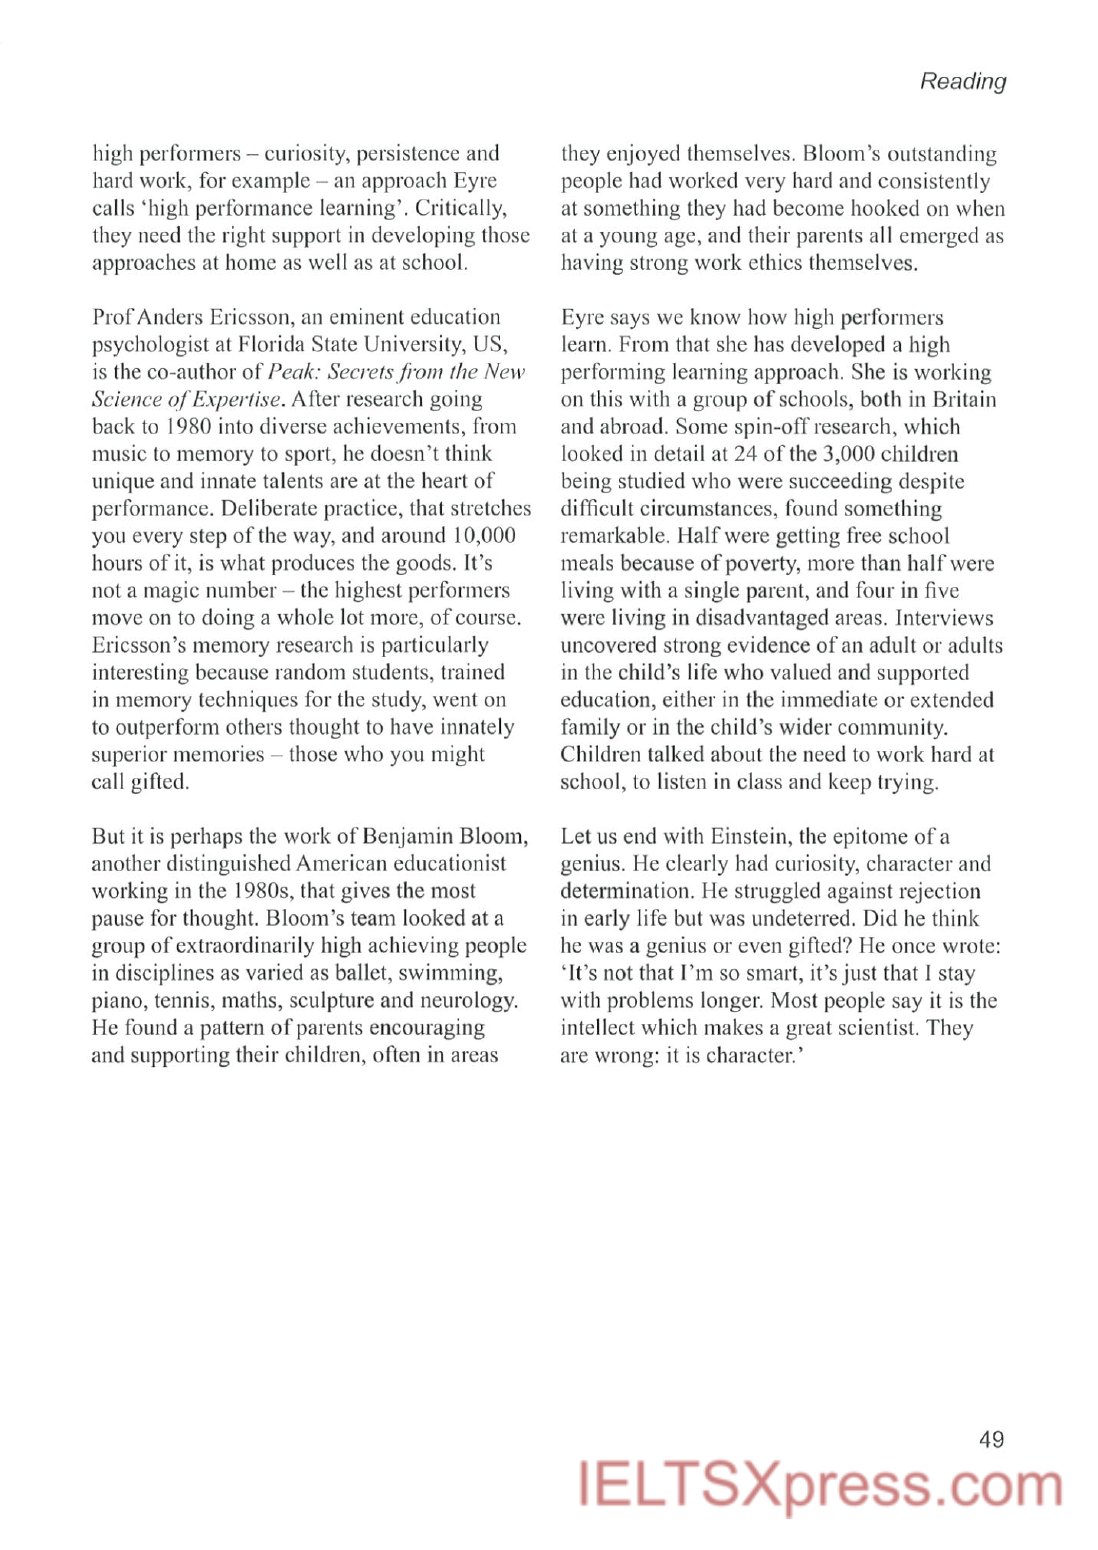 Reading
high performers – curiosity, persistence and
hard work, for example – an approach Eyre
calls ‘high performance learning’. Critically,
they need the right support in developing those
approaches at home as well as at school.
Prof Anders Ericsson, an eminent education
psychologist at Florida State University, US,
is the co-author of Peak: Secrets from the New
Science of Expertise. After research going
back to 1980 into diverse achievements, from
music to memory to sport, he doesn’t think
unique and innate talents are at the heart of
performance. Deliberate practice, that stretches
you every step of the way, and around 10,000
hours of it, is what produces the goods. It’s
not a magic number – the highest performers
move on to doing a whole lot more, of course.
Ericsson’s memory research is particularly
interesting because random students, trained
in memory techniques for the study, went on
to outperform others thought to have innately
superior memories – those who you might
call gifted.
But it is perhaps the work of Benjamin Bloom,
another distinguished American educationist
working in the 1980s, that gives the most
pause for thought. Bloom’s team looked at a
group of extraordinarily high achieving people
in disciplines as varied as ballet, swimming,
piano, tennis, maths, sculpture and neurology.
He found a pattern of parents encouraging
and supporting their children, often in areas
they enjoyed themselves. Bloom’s outstanding
people had worked very hard and consistently
at something they had become hooked on when
at a young age, and their parents all emerged as
having strong work ethics themselves.
Eyre says we know how high performers
learn. From that she has developed a high
performing learning approach. She is working
on this with a group of schools, both in Britain
and abroad. Some spin-off research, which
looked in detail at 24 of the 3,000 children
being studied who were succeeding despite
difficult circumstances, found something
remarkable. Half were getting free school
meals because of poverty, more than half were
living with a single parent, and four in five
were living in disadvantaged areas. Interviews
uncovered strong evidence of an adult or adults
in the child’s life who valued and supported
education, either in the immediate or extended
family or in the child’s wider community.
Children talked about the need to work hard at
school, to listen in class and keep trying.
Let us end with Einstein, the epitome of a
genius. He clearly had curiosity, character and
determination. He struggled against rejection
in early life but was undeterred. Did he think
he was a genius or even gifted? He once wrote:
‘It’s not that I’m so smart, it’s just that I stay
with problems longer. Most people say it is the
intellect which makes a great scientist. They
are wrong: it is character.’
49
IELTSXpress.com